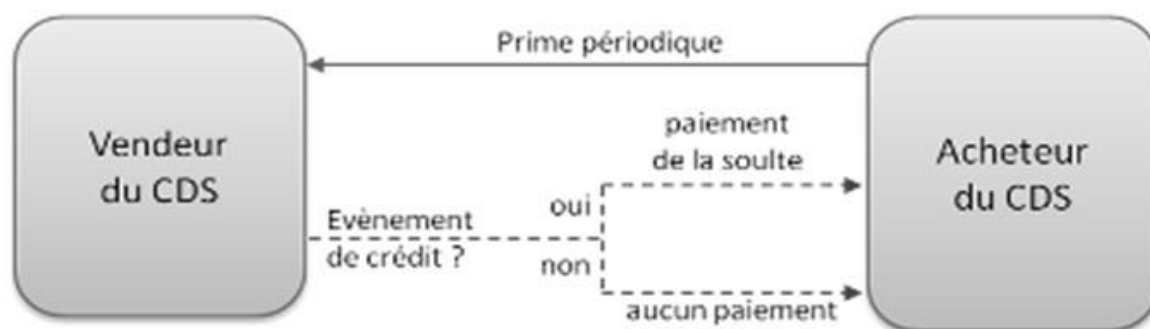 Prime périodique
Vendeur
du CDS
paiement
de la soulte
Acheteur
du CDS
oui
Evènement
de crédit ?
non
aucun paiement